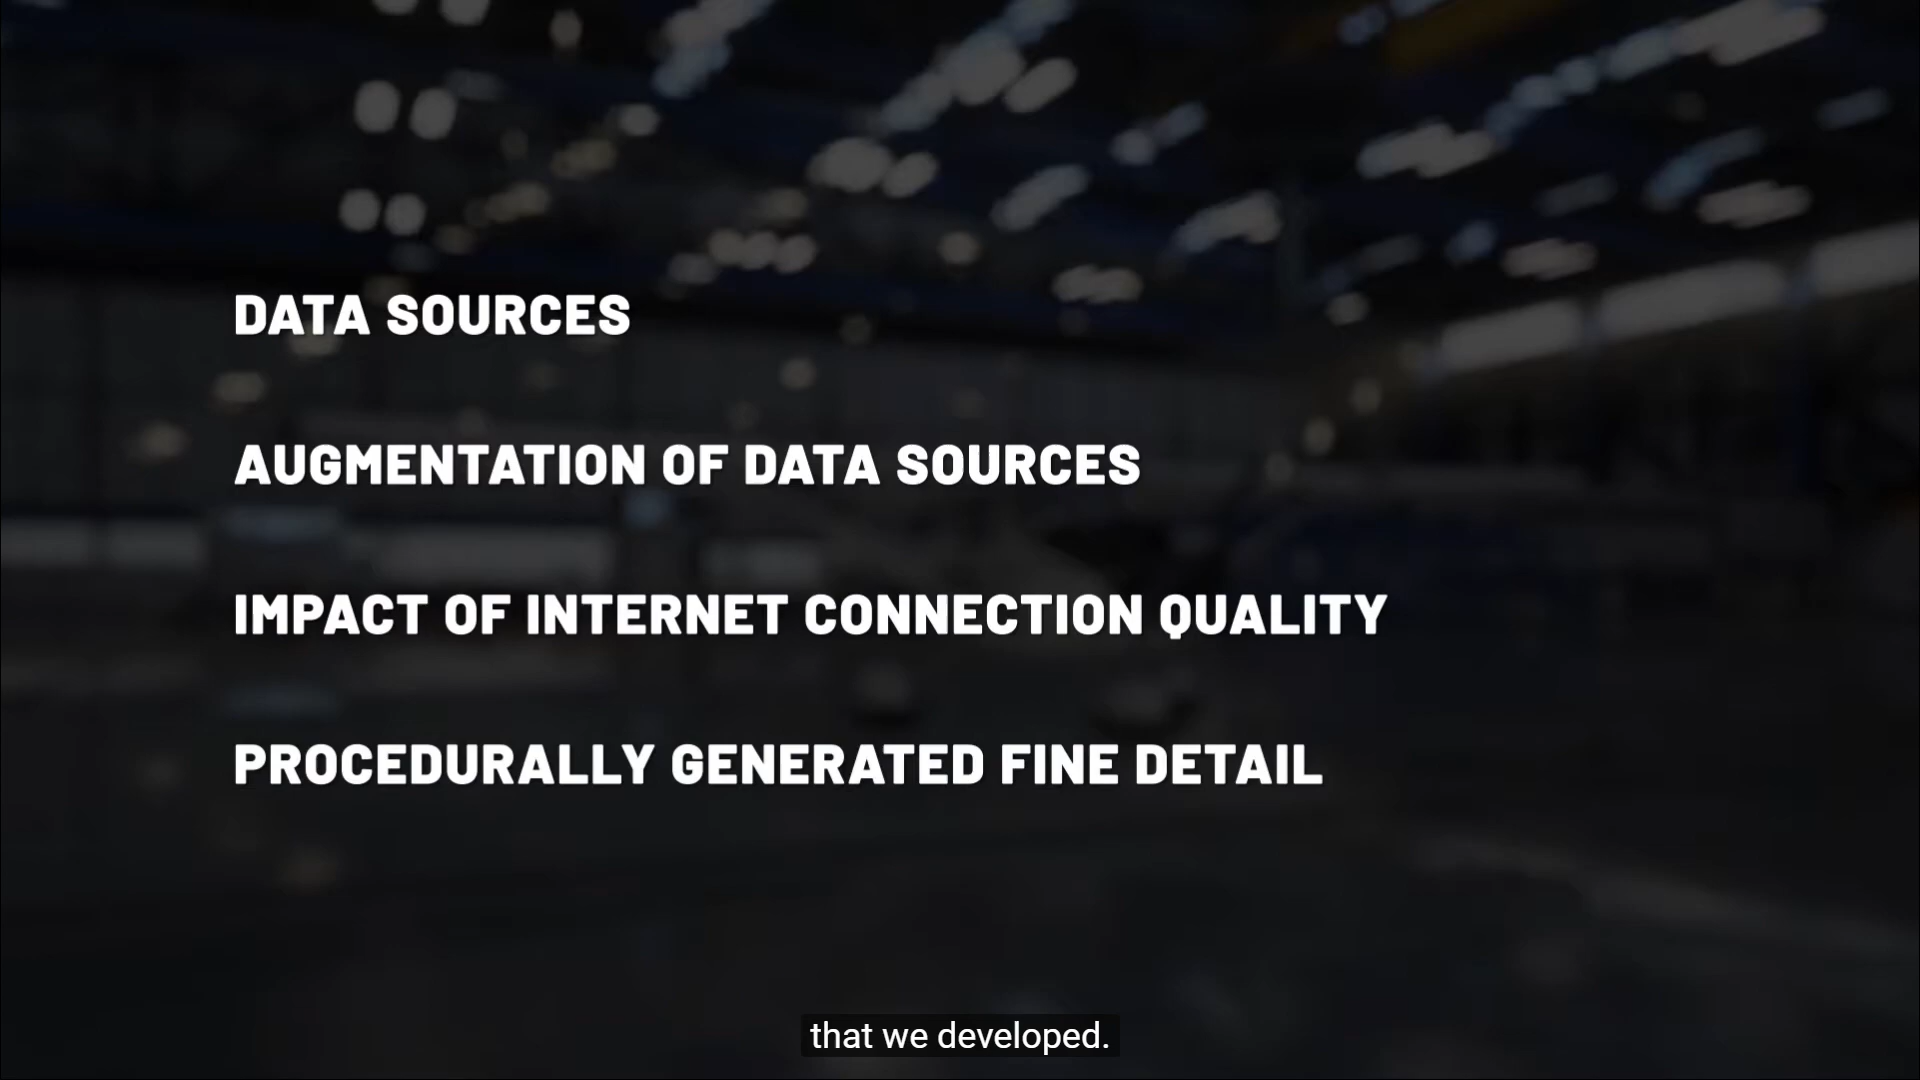 DATA SOURCES
AUGMENTATION OF DATA SOURCES
IMPACT OF INTERNET CONNECTION QUALITY
PROCEDURALLY GENERATED FINE DETAIL
that we developed.